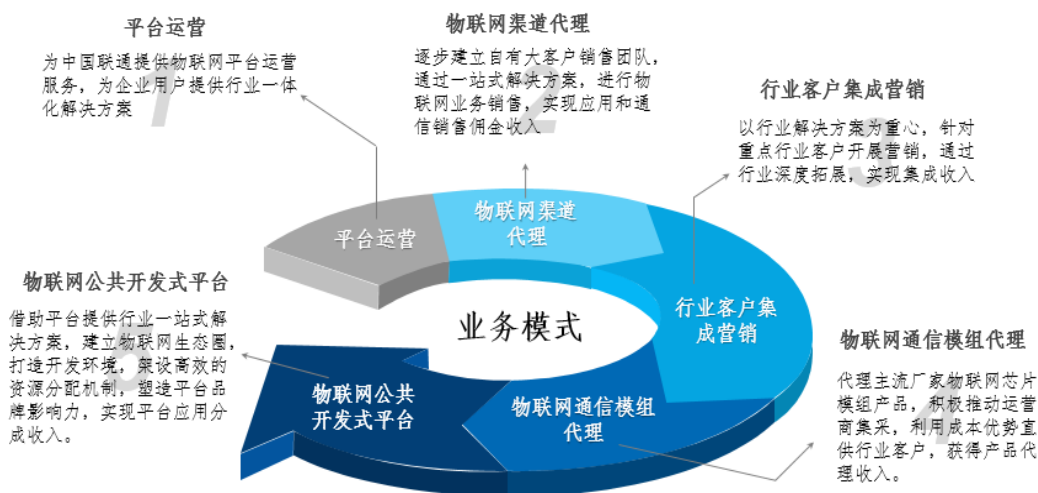 平台运营
为中国联通提供物联网平台运营
服务，为企业用户提供行业一体
化解决方案
1
物联网渠道代理
逐步建立自有大客户销售团队，
通过一站式解决方案，进行物
联网业务销售，实现应用和通
信销售佣金收入
2
行业客户集成营销
以行业解决方案为重心，针对
重点行业客户开展营销，通过
行业深度拓展，实现集成收入
3
物联网通信模组代理
代理主流厂家物联网芯片
模组产品，积极推动运营
商集采，利用成本优势直
供行业客户，获得产品代
理收入。
4
物联网公共开发式平台
借助平台提供行业一站式解
决方案，建立物联网生态圈，
打造开发环境，架设高效的
资源分配机制，塑造平台品
牌影响力，实现平台应用分
成收入。
5
平台运营
物联网渠道
代理
行业客户集
成营销
物联网通信模组
代理
物联网公共
开发式平台
业务模式